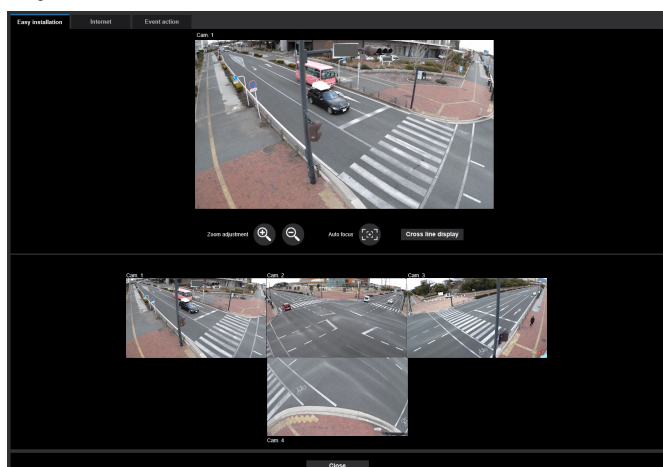 Easy installation Internet Event action
Cam. 1
Zoom adjustment Auto focus Cross line display
Cam. 1 Cam. 2 Cam. 3
Cam. 4
Close